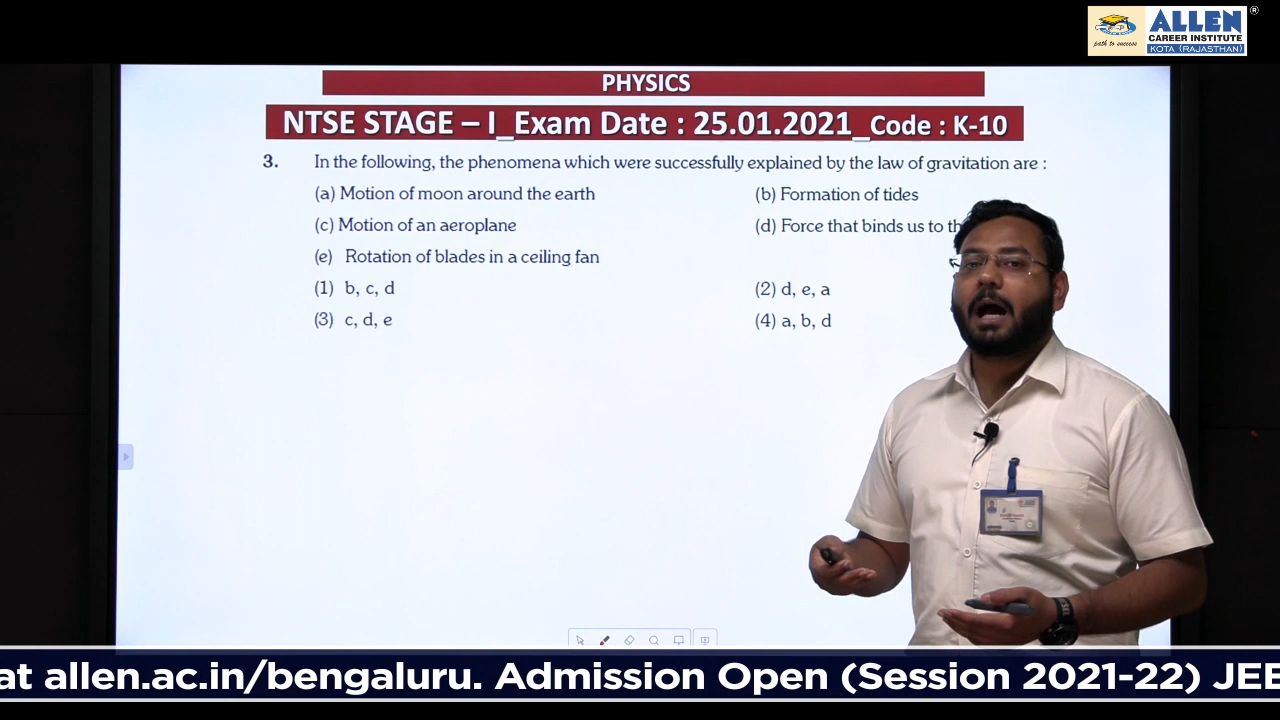 ALLEN
®
CAREER INSTITUTE
path to success
KOTA (RAJASTHAN)
PHYSICS
NTSE STAGE – I_Exam Date : 25.01.2021_Code : K-10
3. In the following, the phenomena which were successfully explained by the law of gravitation are :
(a) Motion of moon around the earth (b) Formation of tides
(c) Motion of an aeroplane (d) Force that binds us to
(e) Rotation of blades in a ceiling fan
(1) b, c, d (2) d, e, a
(3) c, d, e (4) a, b, d
at allen.ac.in/bengaluru. Admission Open (Session 2021-22) JEE